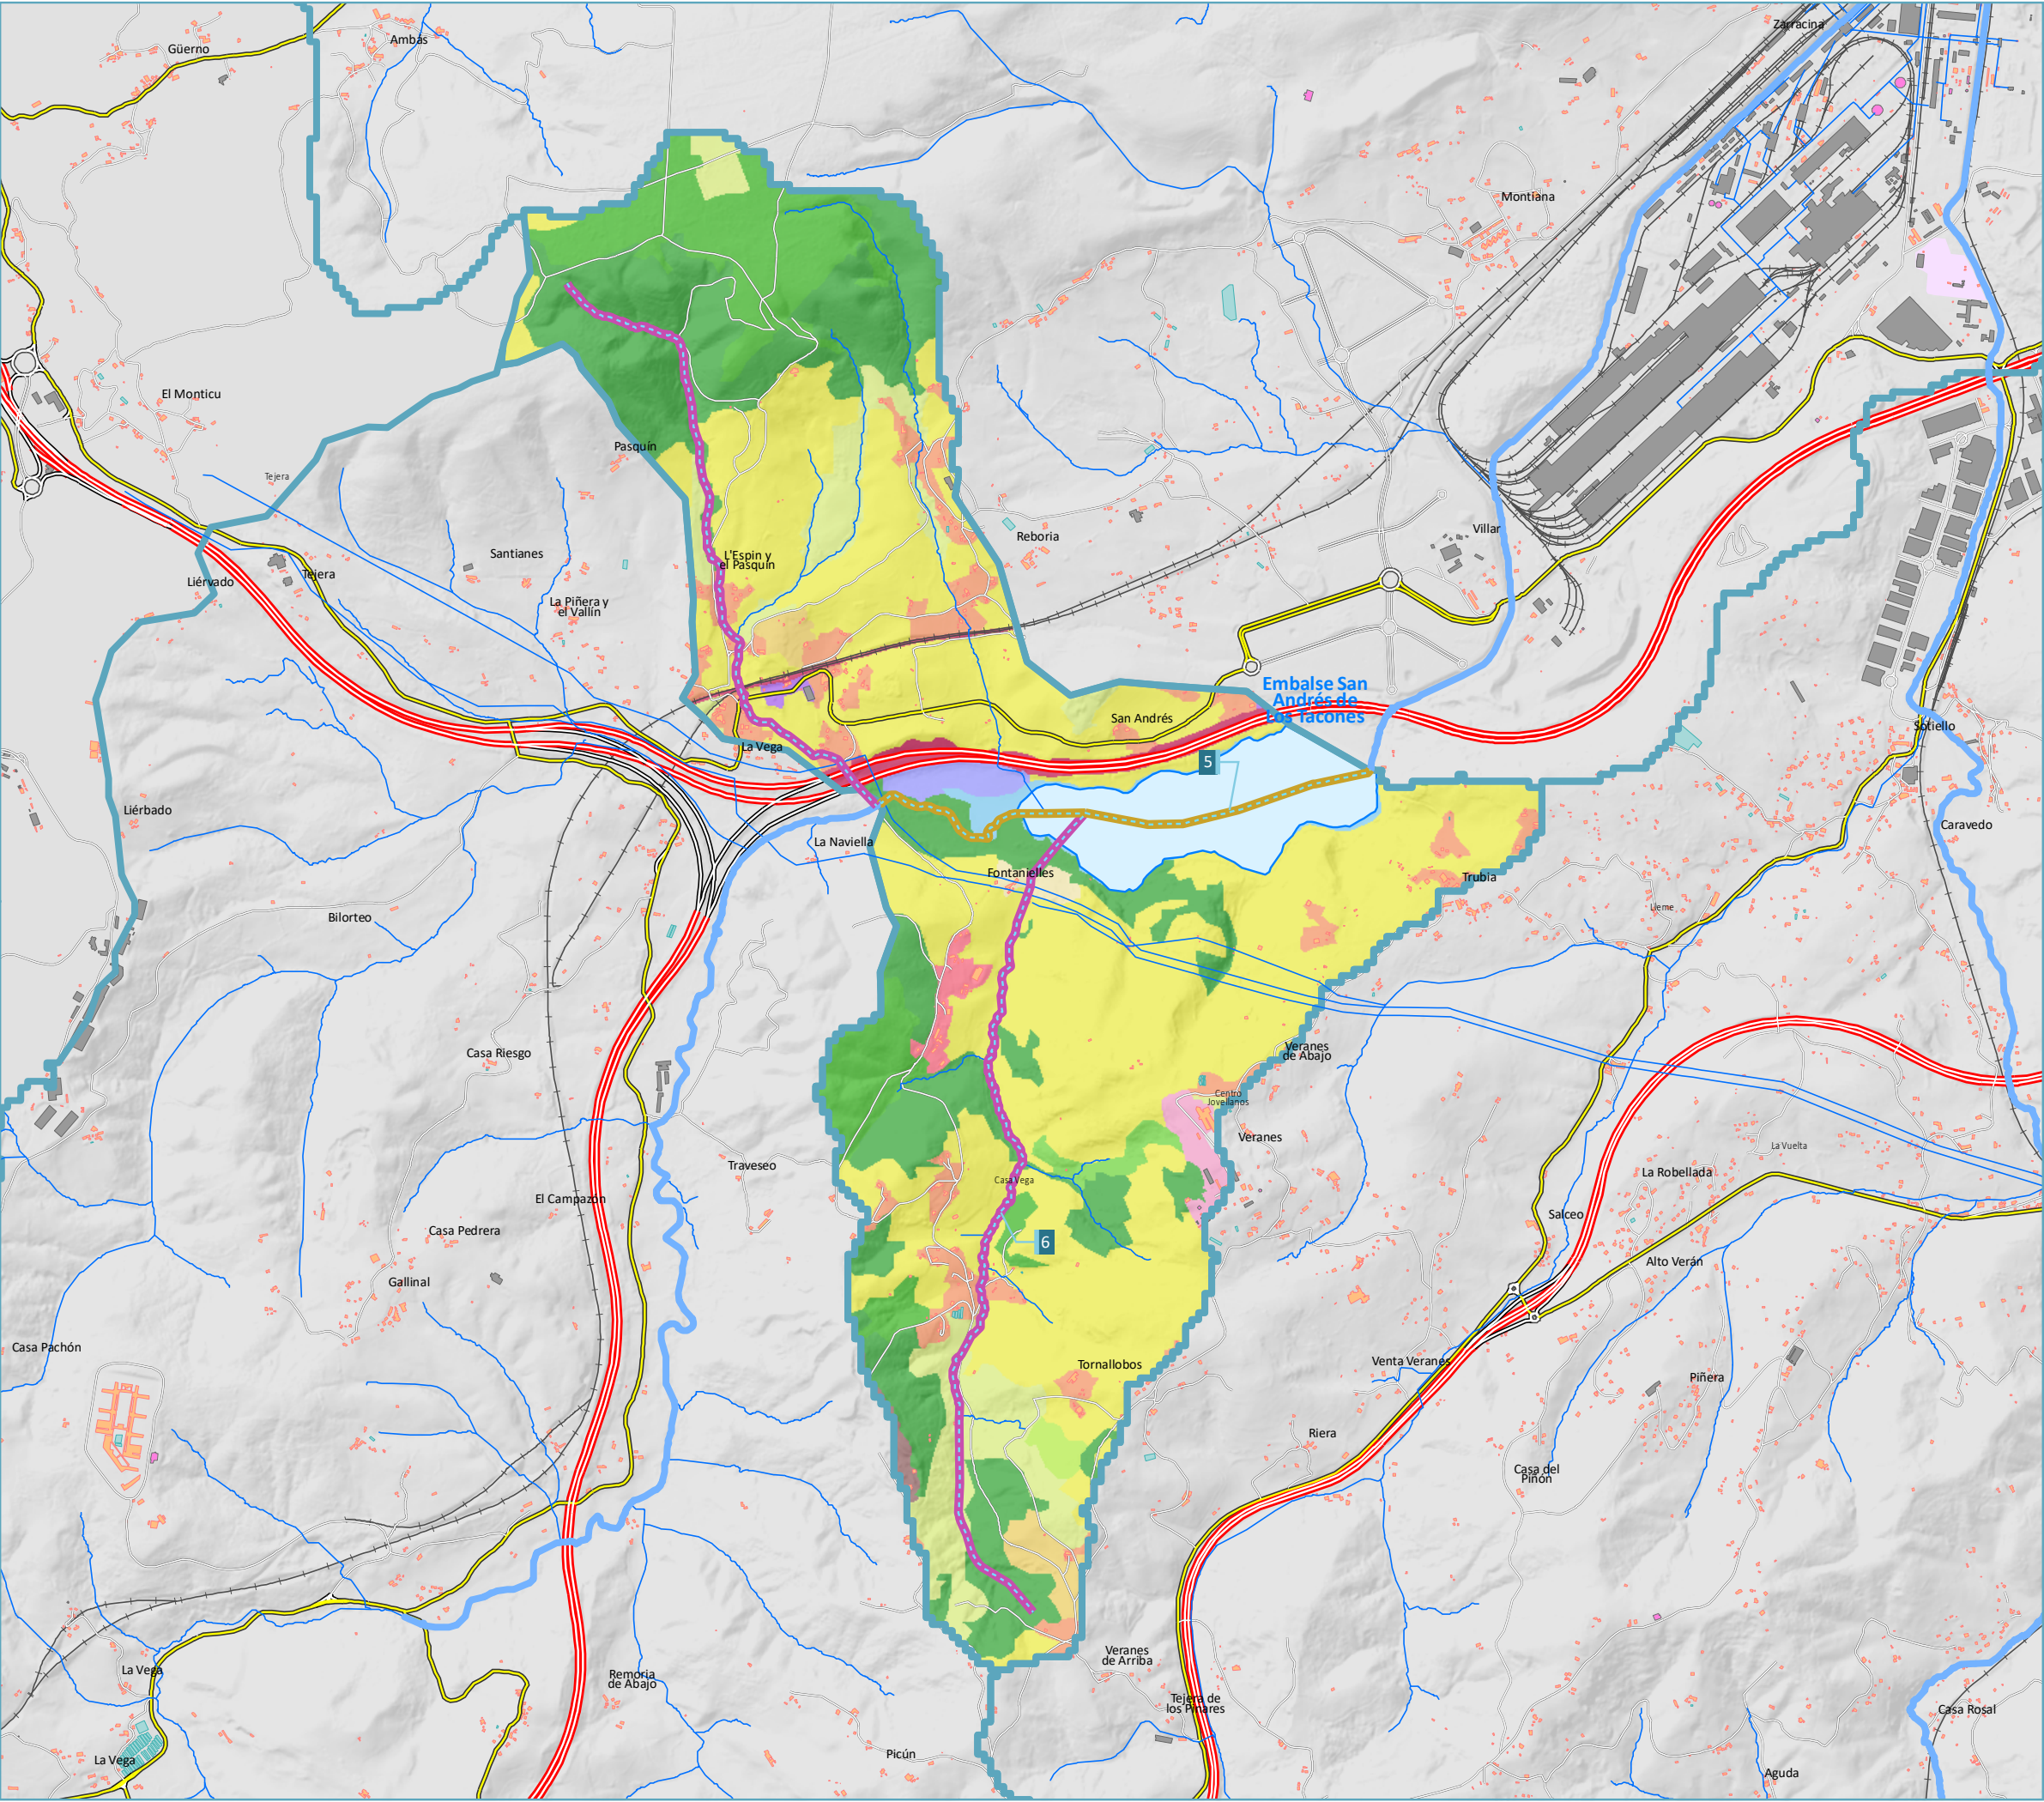 Zarracina
Ambás
Güerno
Montiana
El Monticu
Pasquín
Tejera
Villar
Reboria
Santianes
L'Espin y
el Pasquín
Tejera
Liérvado
La Piñera y
el Vallín
Embalse San
Andrés de
Los Tacones
San Andrés
Sotiello
La Vega
5
Liérbado
Caravedo
La Naviella
Fontanielles
Trubia
Lleme
Bilorteo
Casa Riesgo
Veranes
de Abajo
Centro
Jovellanos
Veranes
La Vuelta
Traveseo
La Robellada
Casa Vega
El Campazón
Salceo
Casa Pedrera
6
Alto Verán
Gallinal
Casa Pachón
Venta Veranes
Tornallobos
Piñera
Riera
Casa del
Piñón
Veranes
de Arriba
La Vega
Remoria
de Abajo
Tejera de
los Pinares
Casa Rosal
Picún
La Vega
Aguda